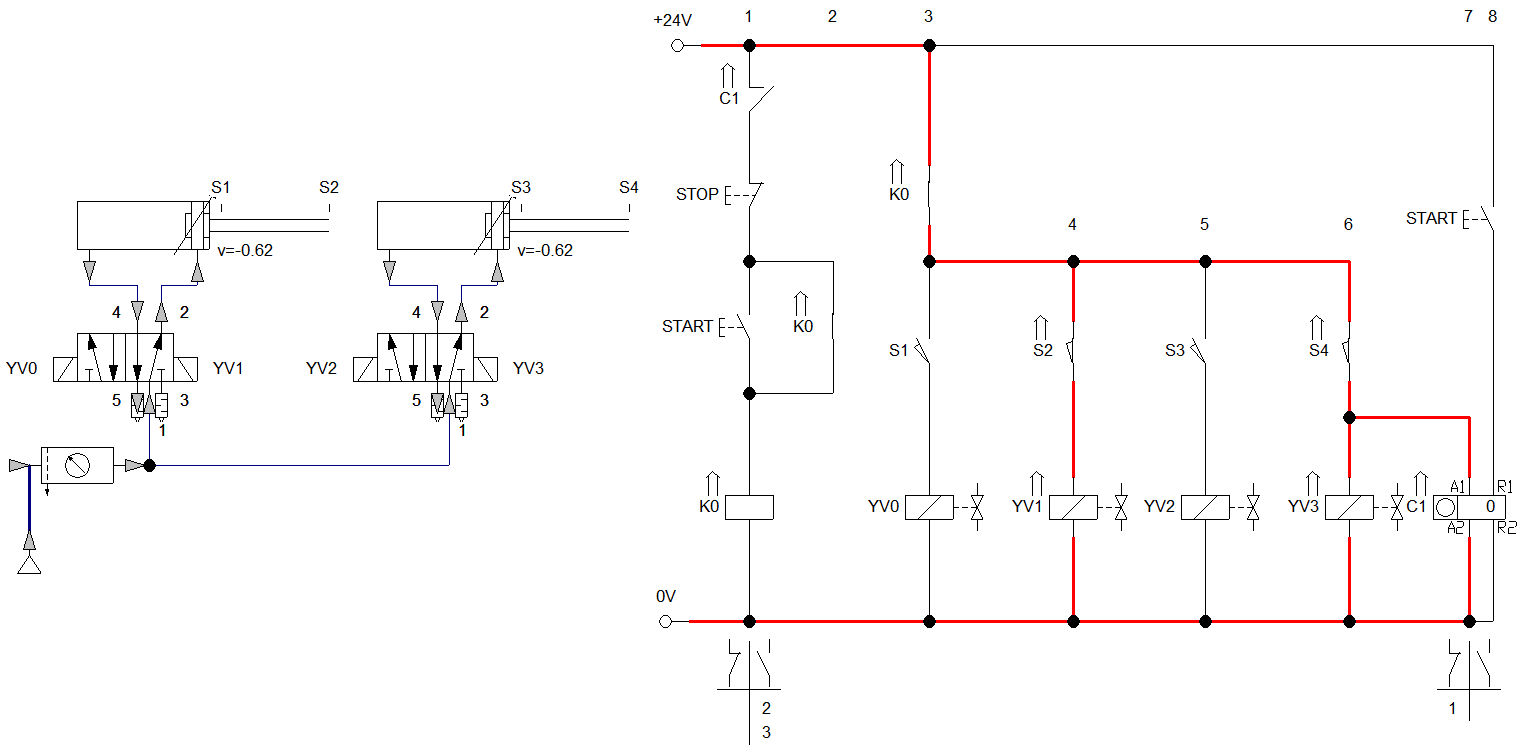 +24V 1 2 3 7 8
C1
S1 S2 S3 S4
STOP K0
START
v=-0.62 v=-0.62
4 5 6
4 2 4 2
START K0
S1 S2 S3 S4
YV0 YV1 YV2 YV3
5 3 5 3
1 1
A1 R1
K0 YV0 YV1 YV2 YV3 C1 0
A2 R2
0V
2 1
3